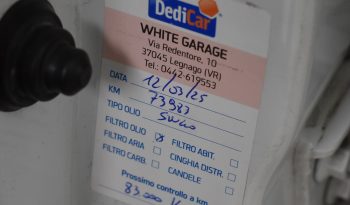 DediCar
WHITE GARAGE
Via Redentore, 10
37045 Legnago (VR)
Tel.: 0442-619553
DATA 12/03/25
KM 73983
TIPO OLIO
FILTRO OLIO X FILTRO ABIT.
FILTRO ARIA CINGHIA DISTR.
FILTRO CARB. CANDELE
Prossimo controllo a km
83000